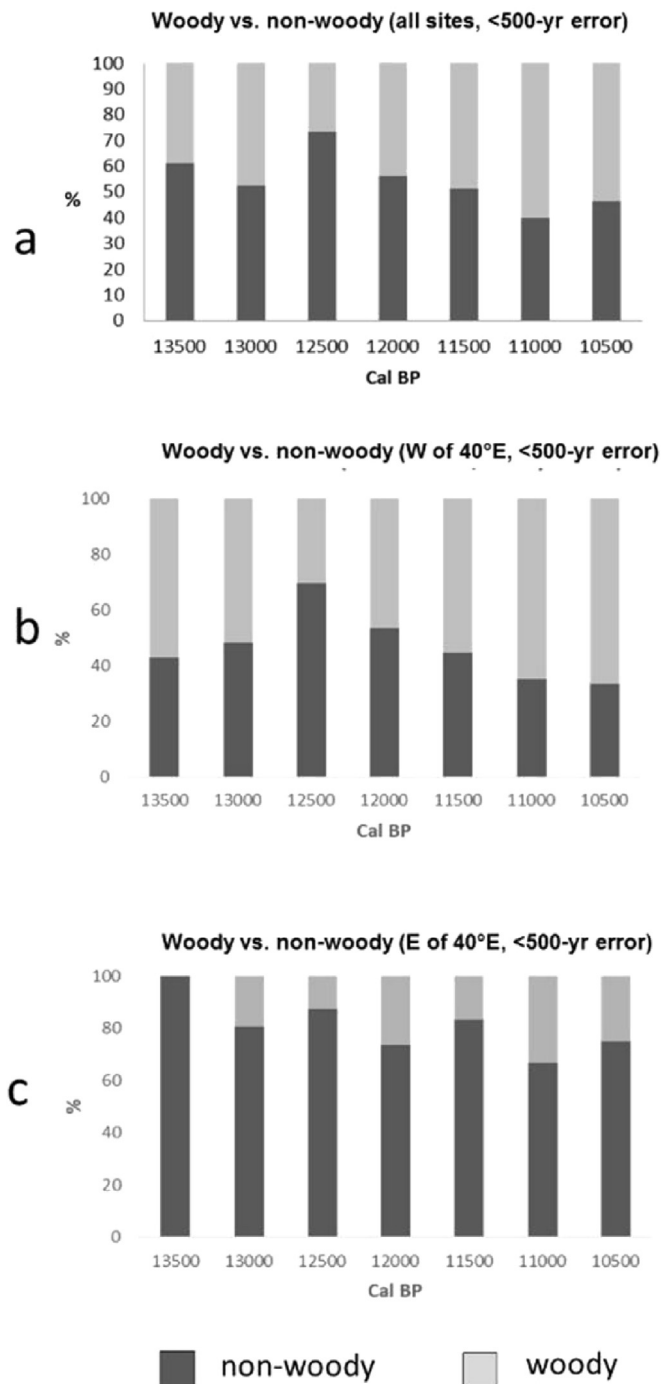 Woody vs. non-woody (all sites, <500-yr error)
100
90
80
70
60
50
40
30
20
10
0
%
a
13500 13000 12500 12000 11500 11000 10500
Cal BP
Woody vs. non-woody (W of 40°E, <500-yr error)
100
80
60
40
20
0
%
b
13500 13000 12500 12000 11500 11000 10500
Cal BP
Woody vs. non-woody (E of 40°E, <500-yr error)
100
80
60
40
20
0
%
c
13500 13000 12500 12000 11500 11000 10500
Cal BP
non-woody woody